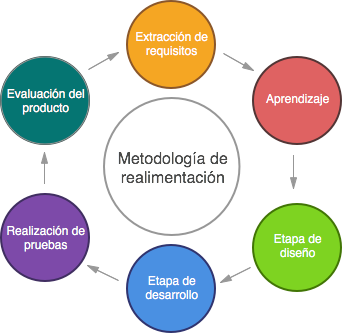 Extracción de
requisitos
Aprendizaje
Etapa de
diseño
Etapa de
desarrollo
Realización de
pruebas
Evaluación del
producto
Metodología de
realimentación